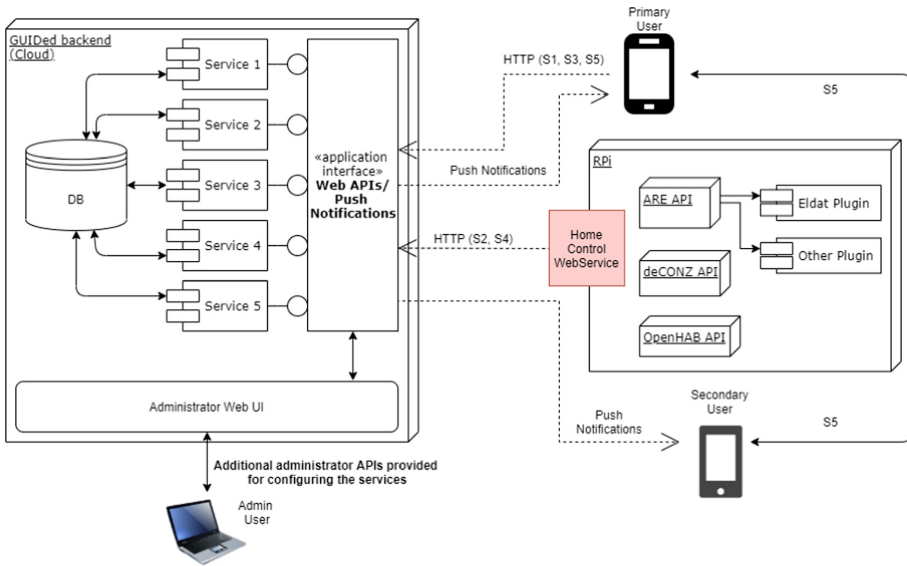 GUIDed backend
(Cloud)
Service 1
Service 2
Service 3
Service 4
Service 5
DB
«application
interface»
Web APIs/
Push
Notifications
Administrator Web UI
Additional administrator APIs provided
for configuring the services
Admin
User
HTTP (S1, S3, S5)
Push Notifications
HTTP (S2, S4)
Push
Notifications
Primary
User
S5
RPi
Home
Control
WebService
ARE API
Eldat Plugin
Other Plugin
deCONZ API
OpenHAB API
Secondary
User
S5